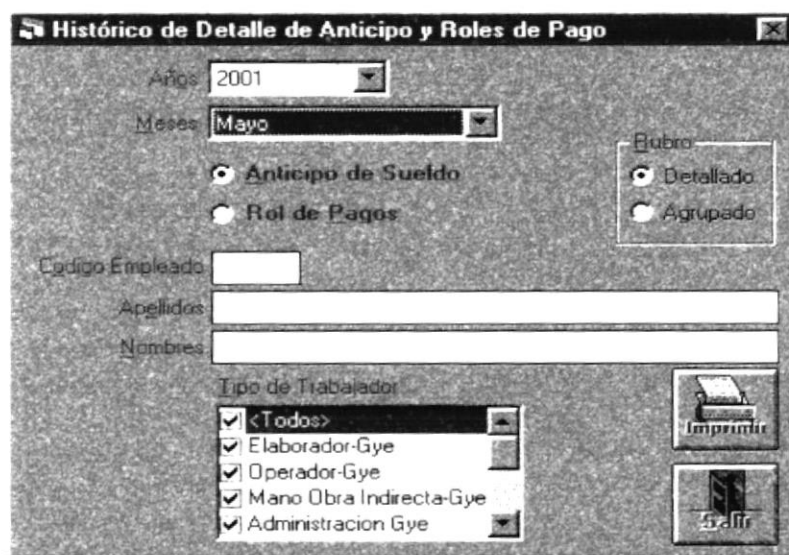 Histórico de Detalle de Anticipo y Roles de Pago
Años 2001
Meses Mayo
Rubro
Anticipo de Sueldo
Detallado
Rol de Pagos
Agrupado
Codigo Empleado
Apellidos
Nombres
Tipo de Trabajador
<Todos>
Elaborador-Gye
Operador-Gye
Mano Obra Indirecta-Gye
Administracion Gye
Imprimir
Salir